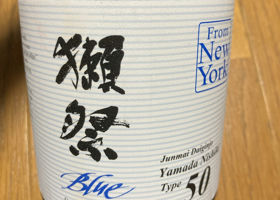 獺祭
Blue
From
New
York
Junmai Daiginjo
Yamada Nishiki
Type 50